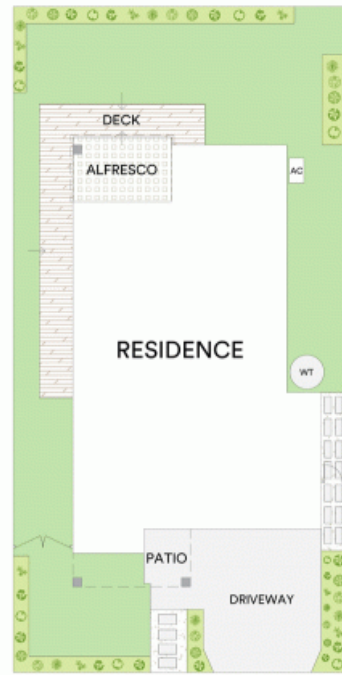 DECK
ALFRESCO
AC
RESIDENCE
WT
PATIO
DRIVEWAY